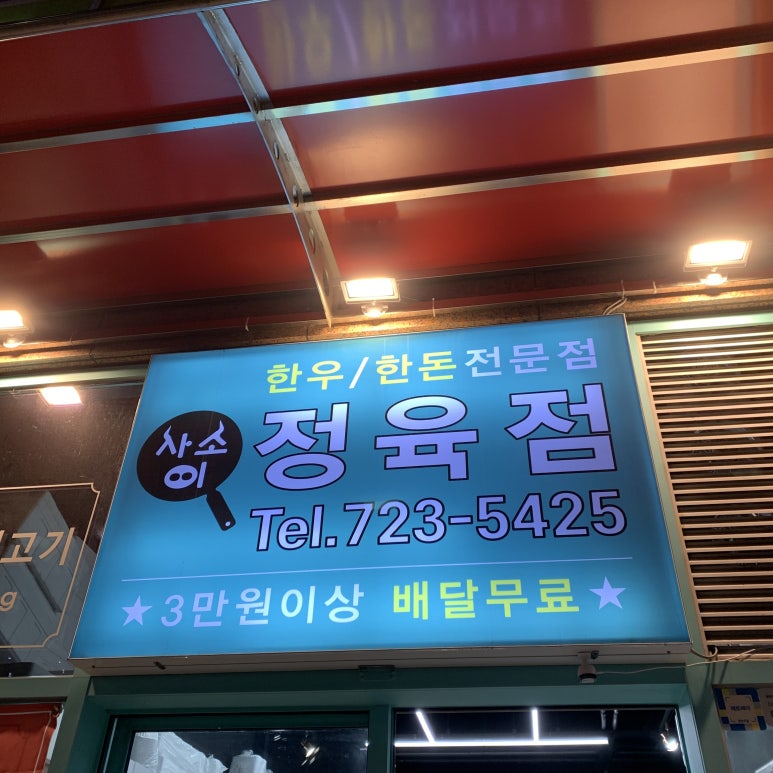 한우/한돈전문점
사소
이
정육점
Tel.723-5425
★3만원이상 배달무료★
고기
g